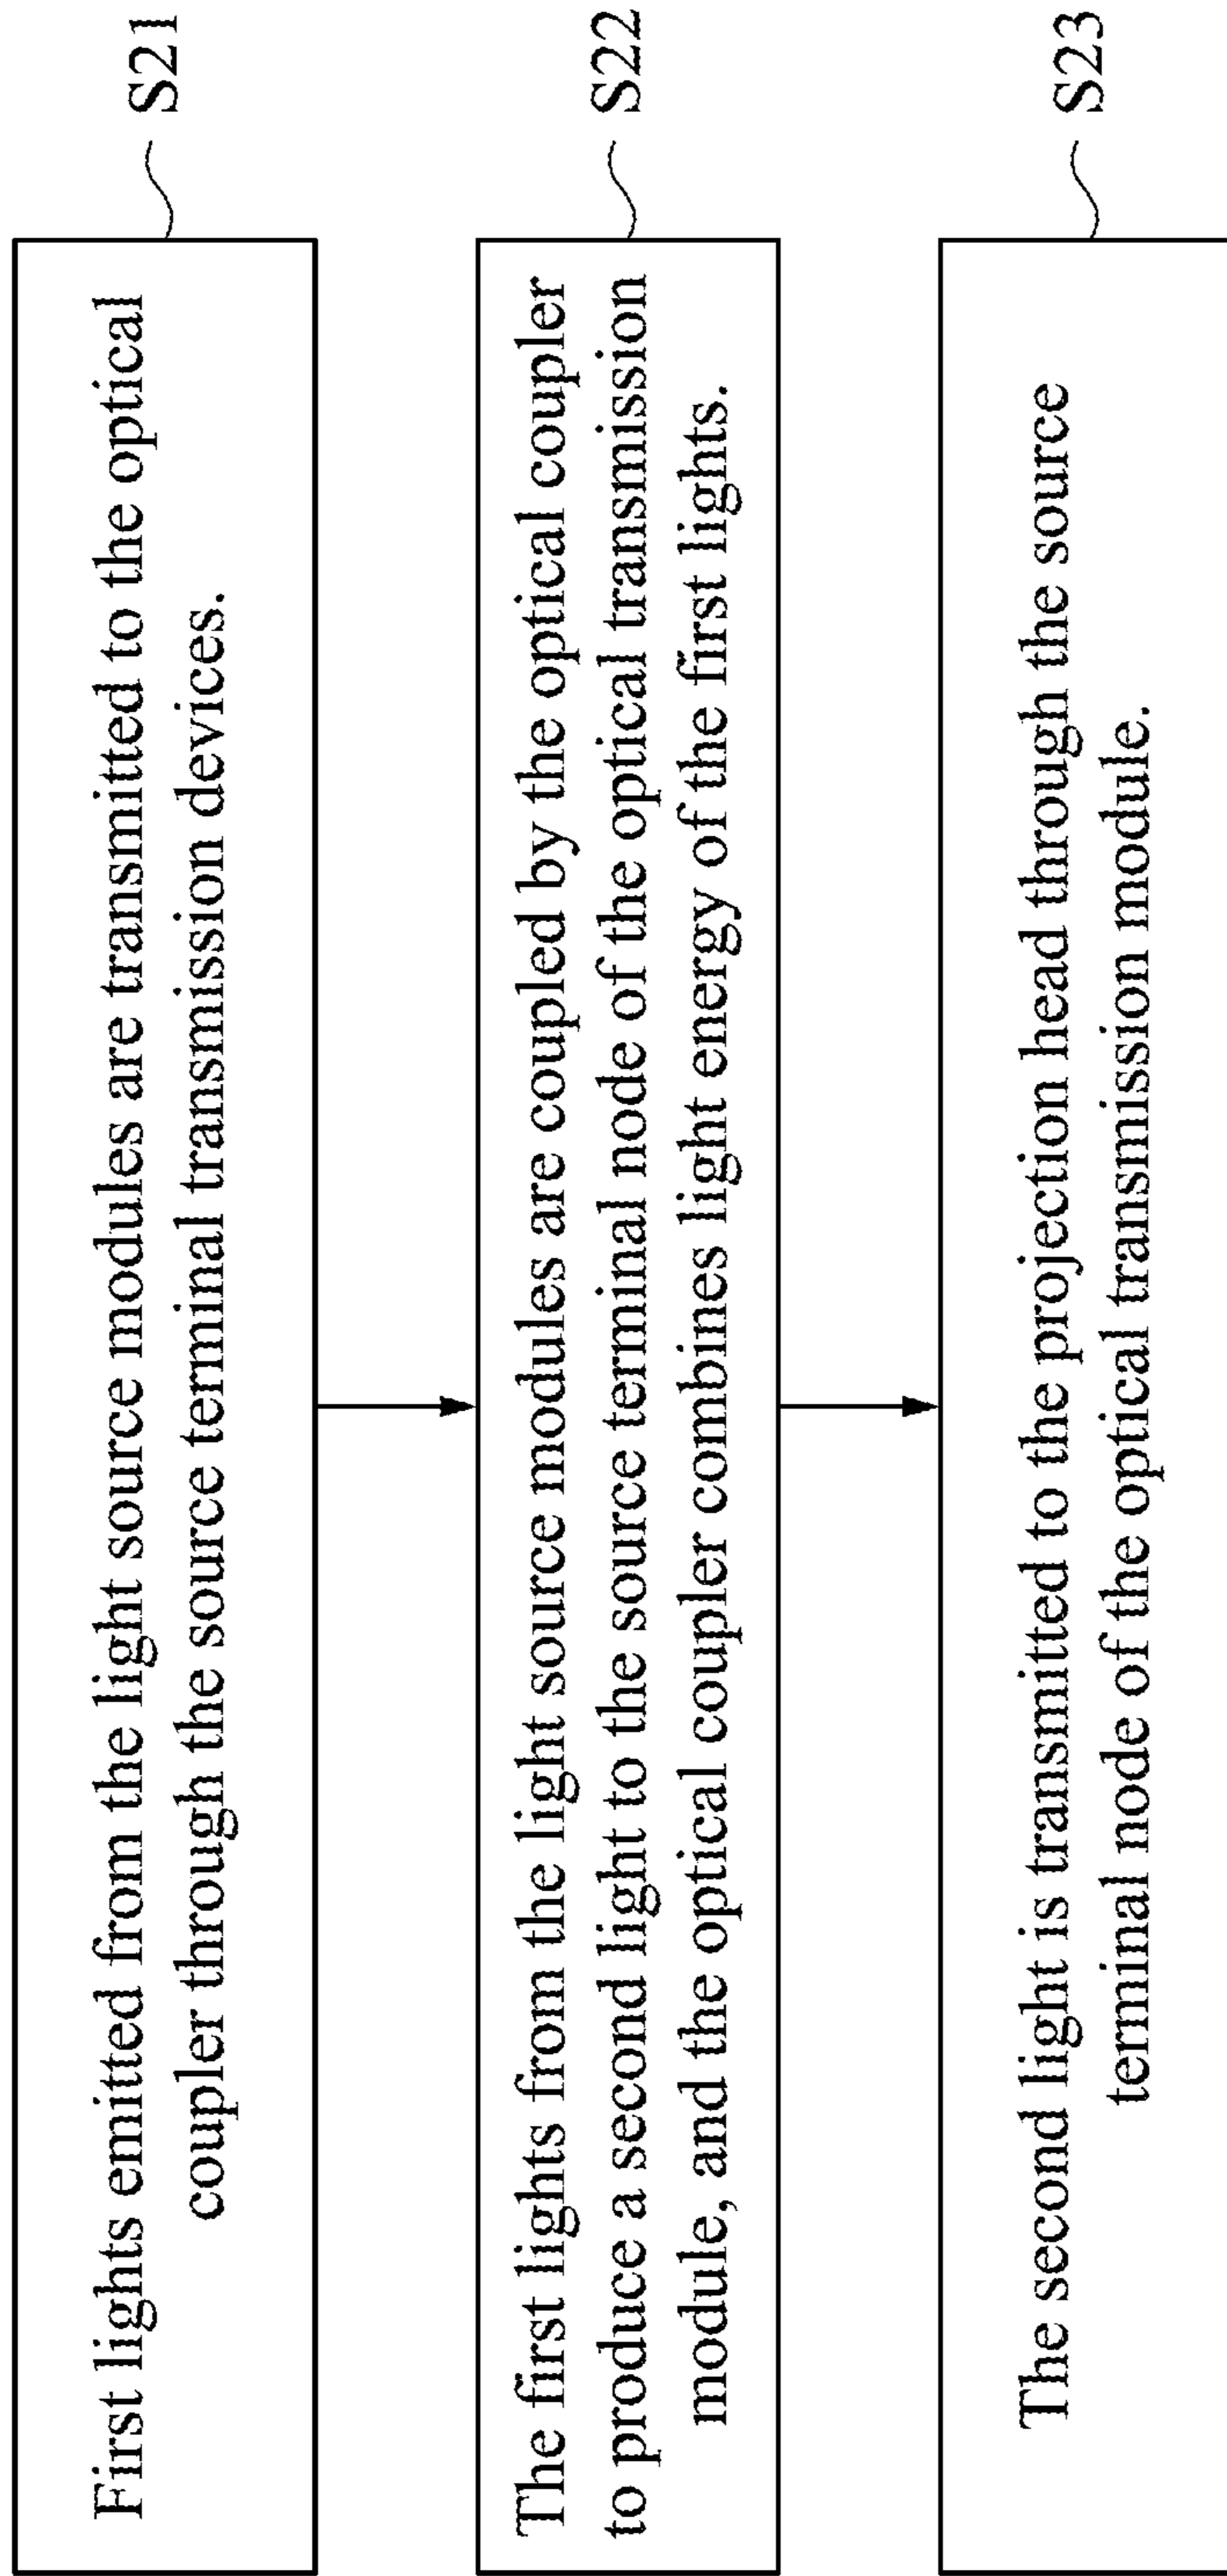 First lights emitted from the light source modules are transmitted to the optical
coupler through the source terminal transmission devices.
S21
The first lights from the light source modules are coupled by the optical coupler
to produce a second light to the source terminal node of the optical transmission
module, and the optical coupler combines light energy of the first lights.
S22
The second light is transmitted to the projection head through the source
terminal node of the optical transmission module.
S23